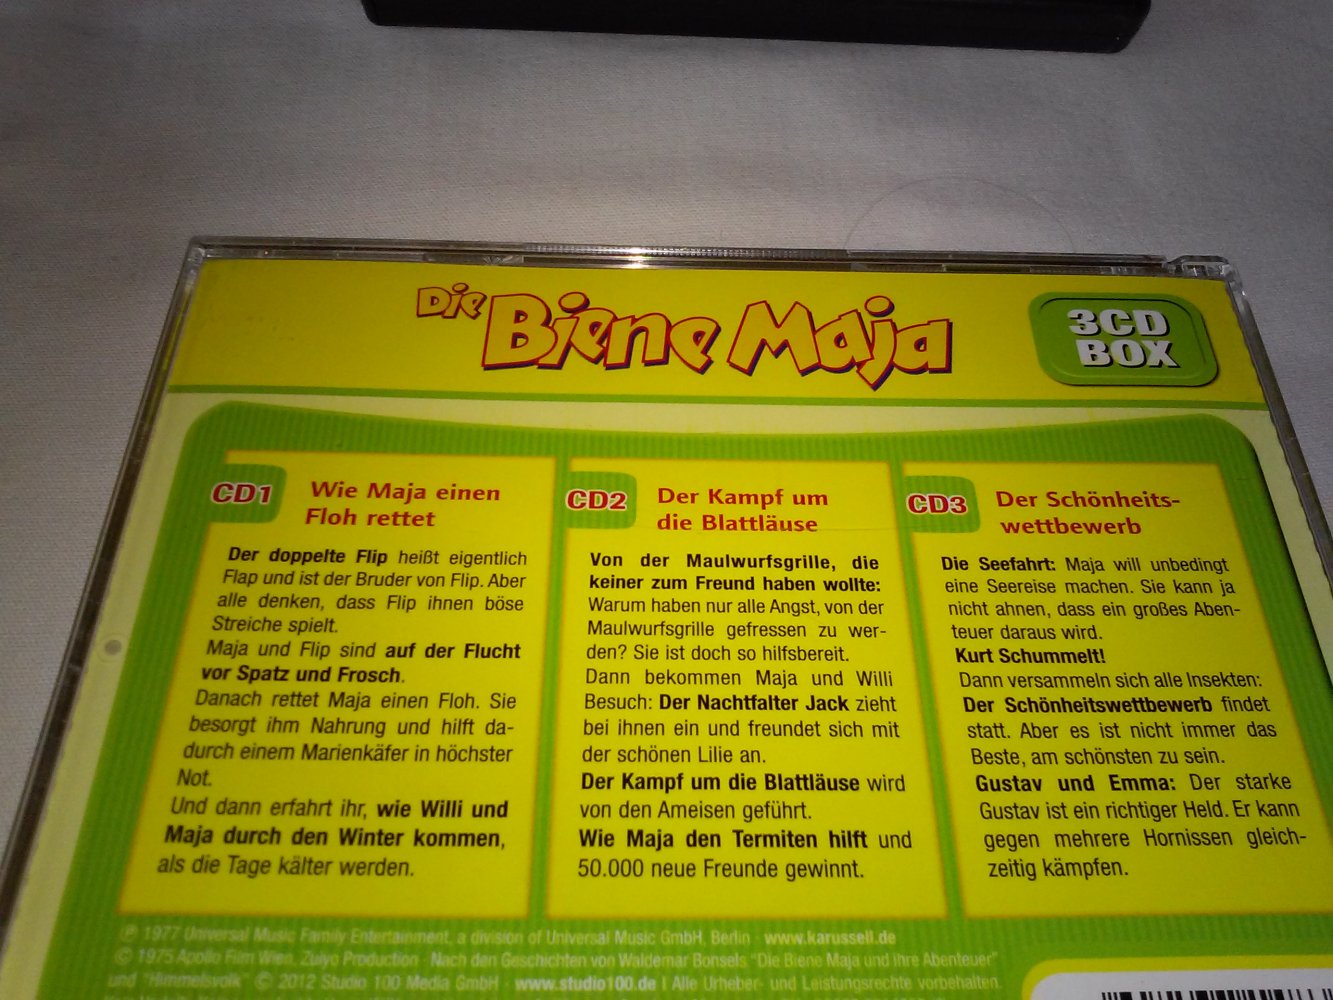 Die Biene Maja
3CD
BOX
CD1
Wie Maja einen
Floh rettet
Der doppelte Flip heißt eigentlich
Flap und ist der Bruder von Flip. Aber
alle denken, dass Flip ihnen böse
Streiche spielt.
Maja und Flip sind auf der Flucht
vor Spatz und Frosch.
Danach rettet Maja einen Floh. Sie
besorgt ihm Nahrung und hilft da-
durch einem Marienkäfer in höchster
Not.
Und dann erfahrt ihr, wie Willi und
Maja durch den Winter kommen,
als die Tage kälter werden.
CD2
Der Kampf um
die Blattläuse
Von der Maulwurfsgrille, die
keiner zum Freund haben wollte:
Warum haben nur alle Angst, von der
Maulwurfsgrille gefressen zu wer-
den? Sie ist doch so hilfsbereit.
Dann bekommen Maja und Willi
Besuch: Der Nachtfalter Jack zieht
bei ihnen ein und freundet sich mit
der schönen Lilie an.
Der Kampf um die Blattläuse wird
von den Ameisen geführt.
Wie Maja den Termiten hilft und
50.000 neue Freunde gewinnt.
CD3
Der Schönheits-
wettbewerb
Die Seefahrt: Maja will unbedingt
eine Seereise machen. Sie kann ja
nicht ahnen, dass ein großes Aben-
teuer daraus wird.
Kurt Schummelt!
Dann versammeln sich alle Insekten:
Der Schönheitswettbewerb findet
statt. Aber es ist nicht immer das
Beste, am schönsten zu sein.
Gustav und Emma: Der starke
Gustav ist ein richtiger Held. Er kann
gegen mehrere Hornissen gleich-
zeitig kämpfen.
℗ 1977 Universal Music Family Entertainment, a division of Universal Music GmbH, Berlin · www.karussell.de
© 1975 Apollo Film Wien, Zuiyo Production · Nach den Geschichten von Waldemar Bonsels "Die Biene Maja und ihre Abenteuer"
und "Himmelsvolk" © 2012 Studio 100 Media GmbH · www.studio100.de | Alle Urheber- und Leistungsrechte vorbehalten.